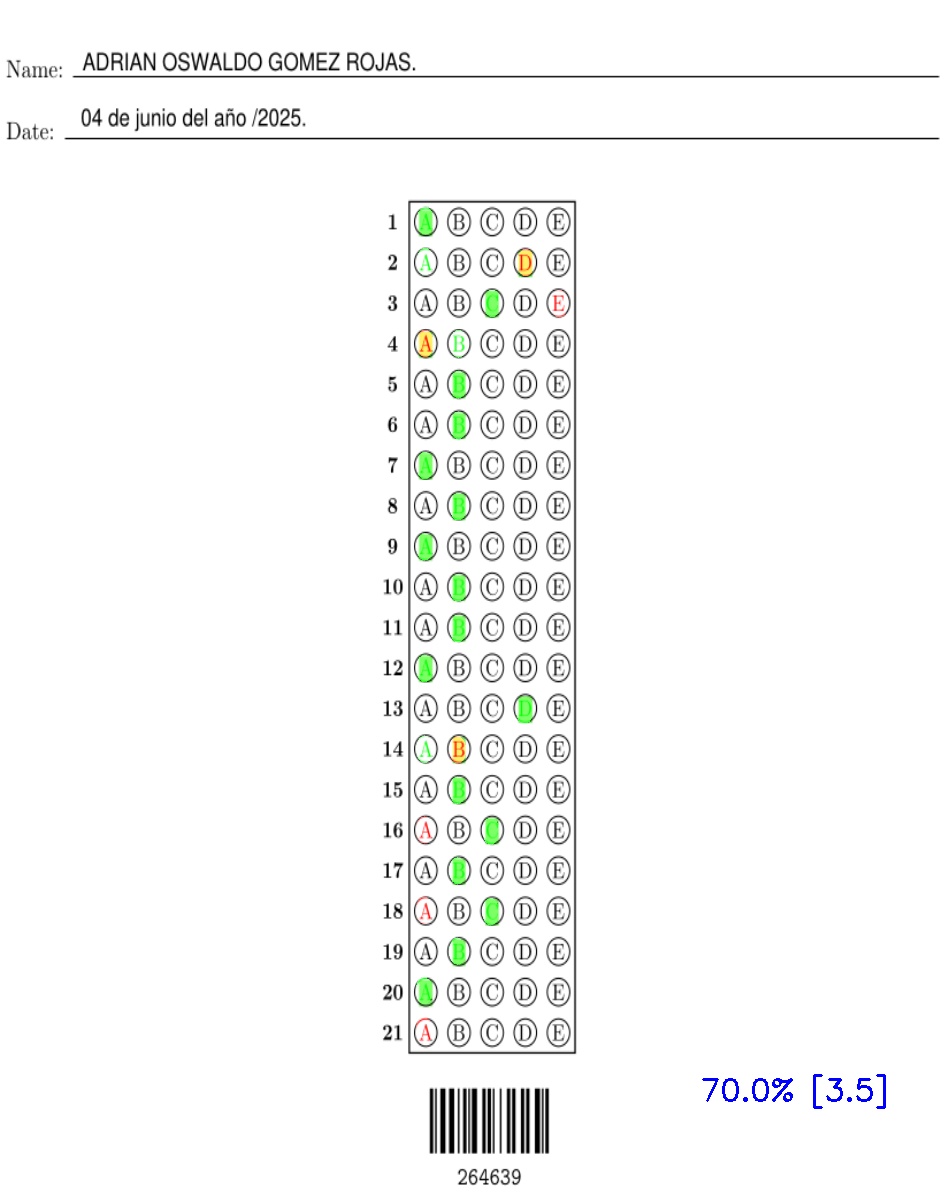 Name: ADRIAN OSWALDO GOMEZ ROJAS.
Date: 04 de junio del año /2025.
1 A B C D E
2 A B C D E
3 A B C D E
4 A B C D E
5 A B C D E
6 A B C D E
7 A B C D E
8 A B C D E
9 A B C D E
10 A B C D E
11 A B C D E
12 A B C D E
13 A B C D E
14 A B C D E
15 A B C D E
16 A B C D E
17 A B C D E
18 A B C D E
19 A B C D E
20 A B C D E
21 A B C D E
70.0% [3.5]
264639